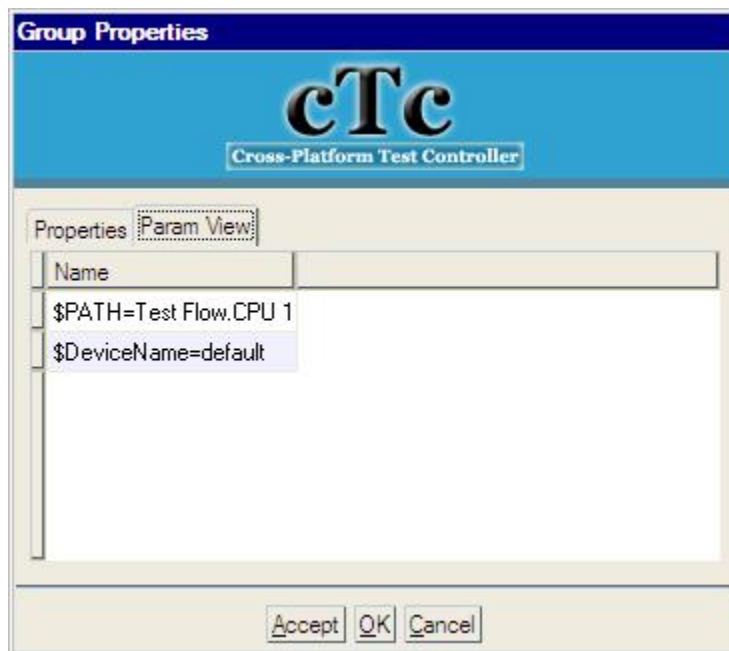 Group Properties
cTc
Cross-Platform Test Controller
Properties Param View
Name
$PATH=Test Flow.CPU 1
$DeviceName=default
Accept OK Cancel